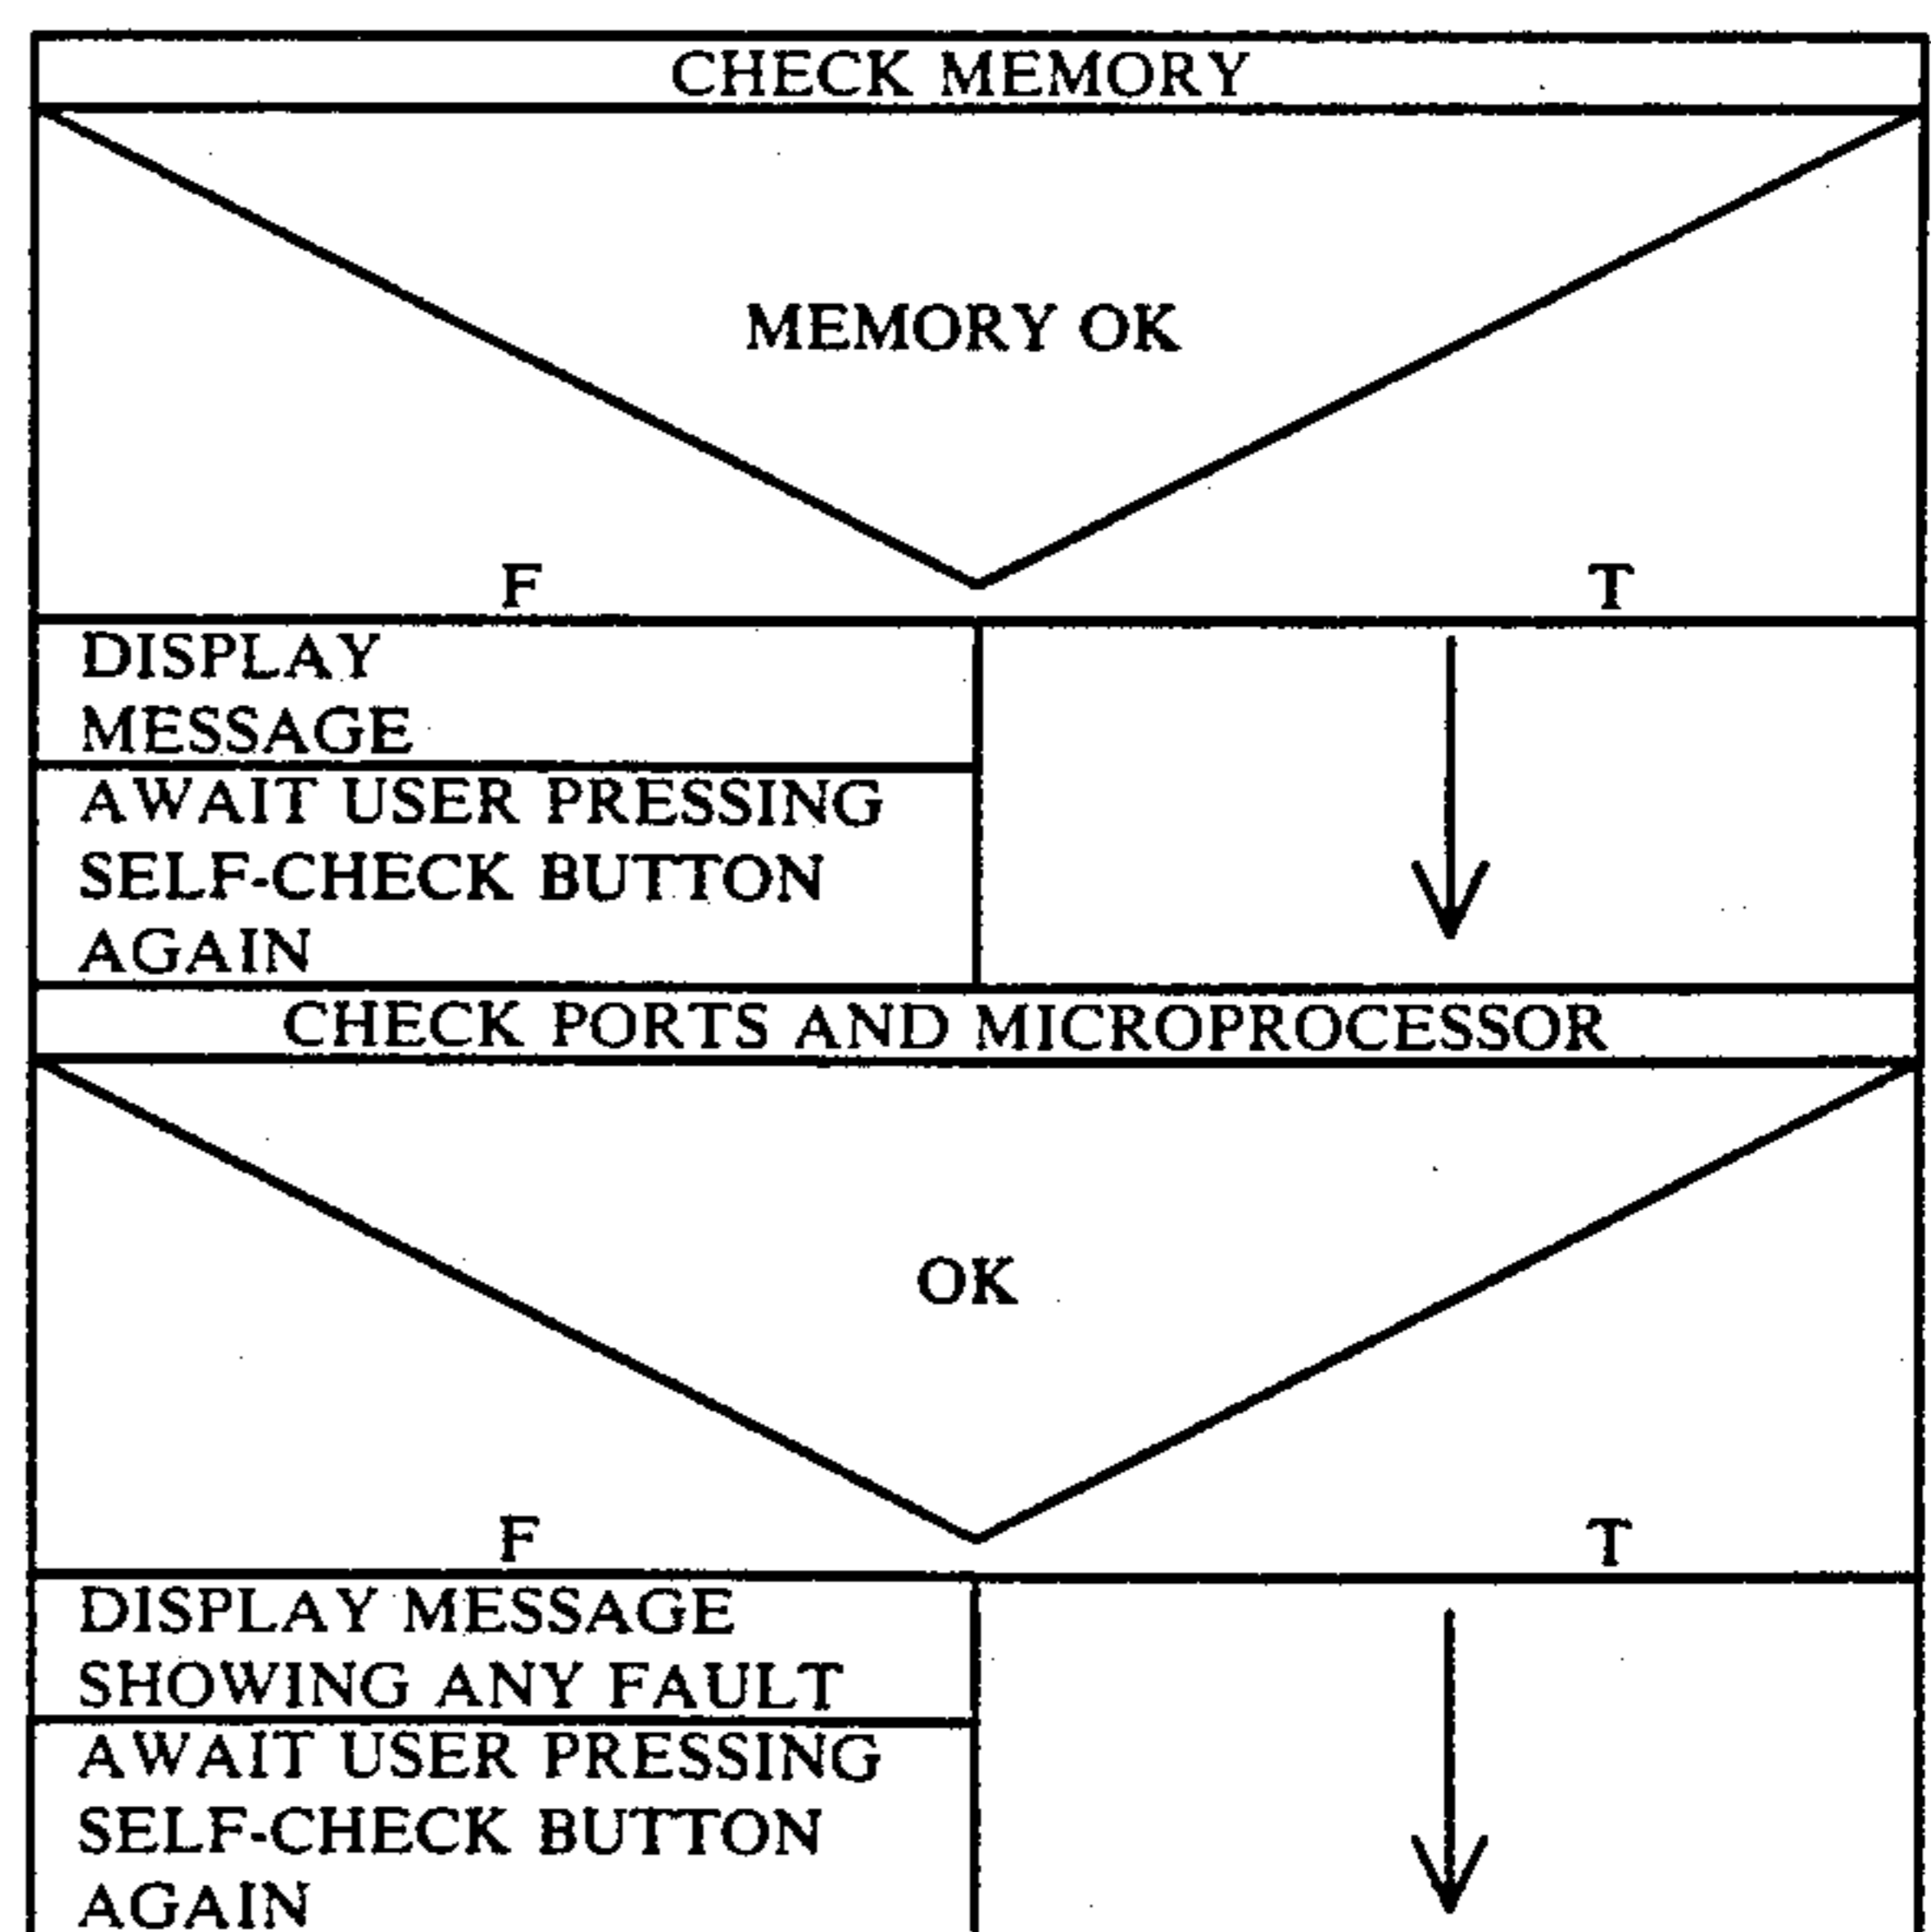 CHECK MEMORY
MEMORY OK
F T
DISPLAY
MESSAGE
AWAIT USER PRESSING
SELF-CHECK BUTTON
AGAIN
CHECK PORTS AND MICROPROCESSOR
OK
F T
DISPLAY MESSAGE
SHOWING ANY FAULT
AWAIT USER PRESSING
SELF-CHECK BUTTON
AGAIN